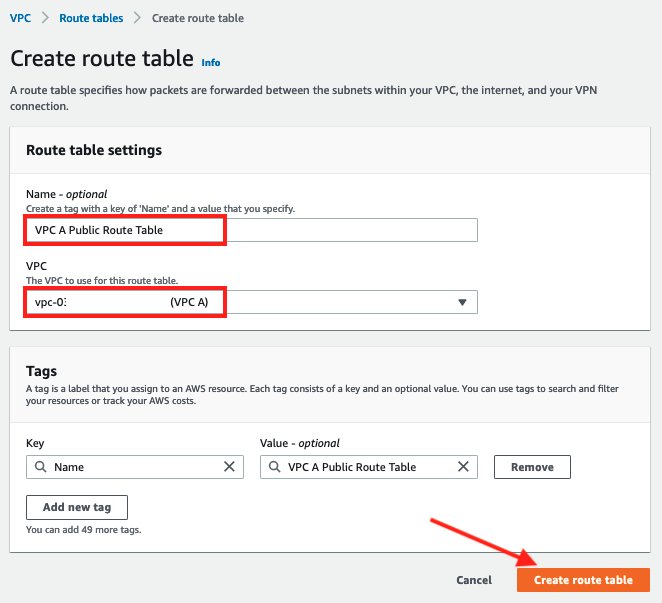 VPC > Route tables > Create route table
Create route table Info
A route table specifies how packets are forwarded between the subnets within your VPC, the internet, and your VPN
connection.
Route table settings
Name - optional
Create a tag with a key of 'Name' and a value that you specify.
VPC A Public Route Table
VPC
The VPC to use for this route table.
vpc-03 (VPC A)
Tags
A tag is a label that you assign to an AWS resource. Each tag consists of a key and an optional value. You can use tags to search and filter
your resources or track your AWS costs.
Key Value - optional
Name VPC A Public Route Table Remove
Add new tag
You can add 49 more tags.
Cancel Create route table